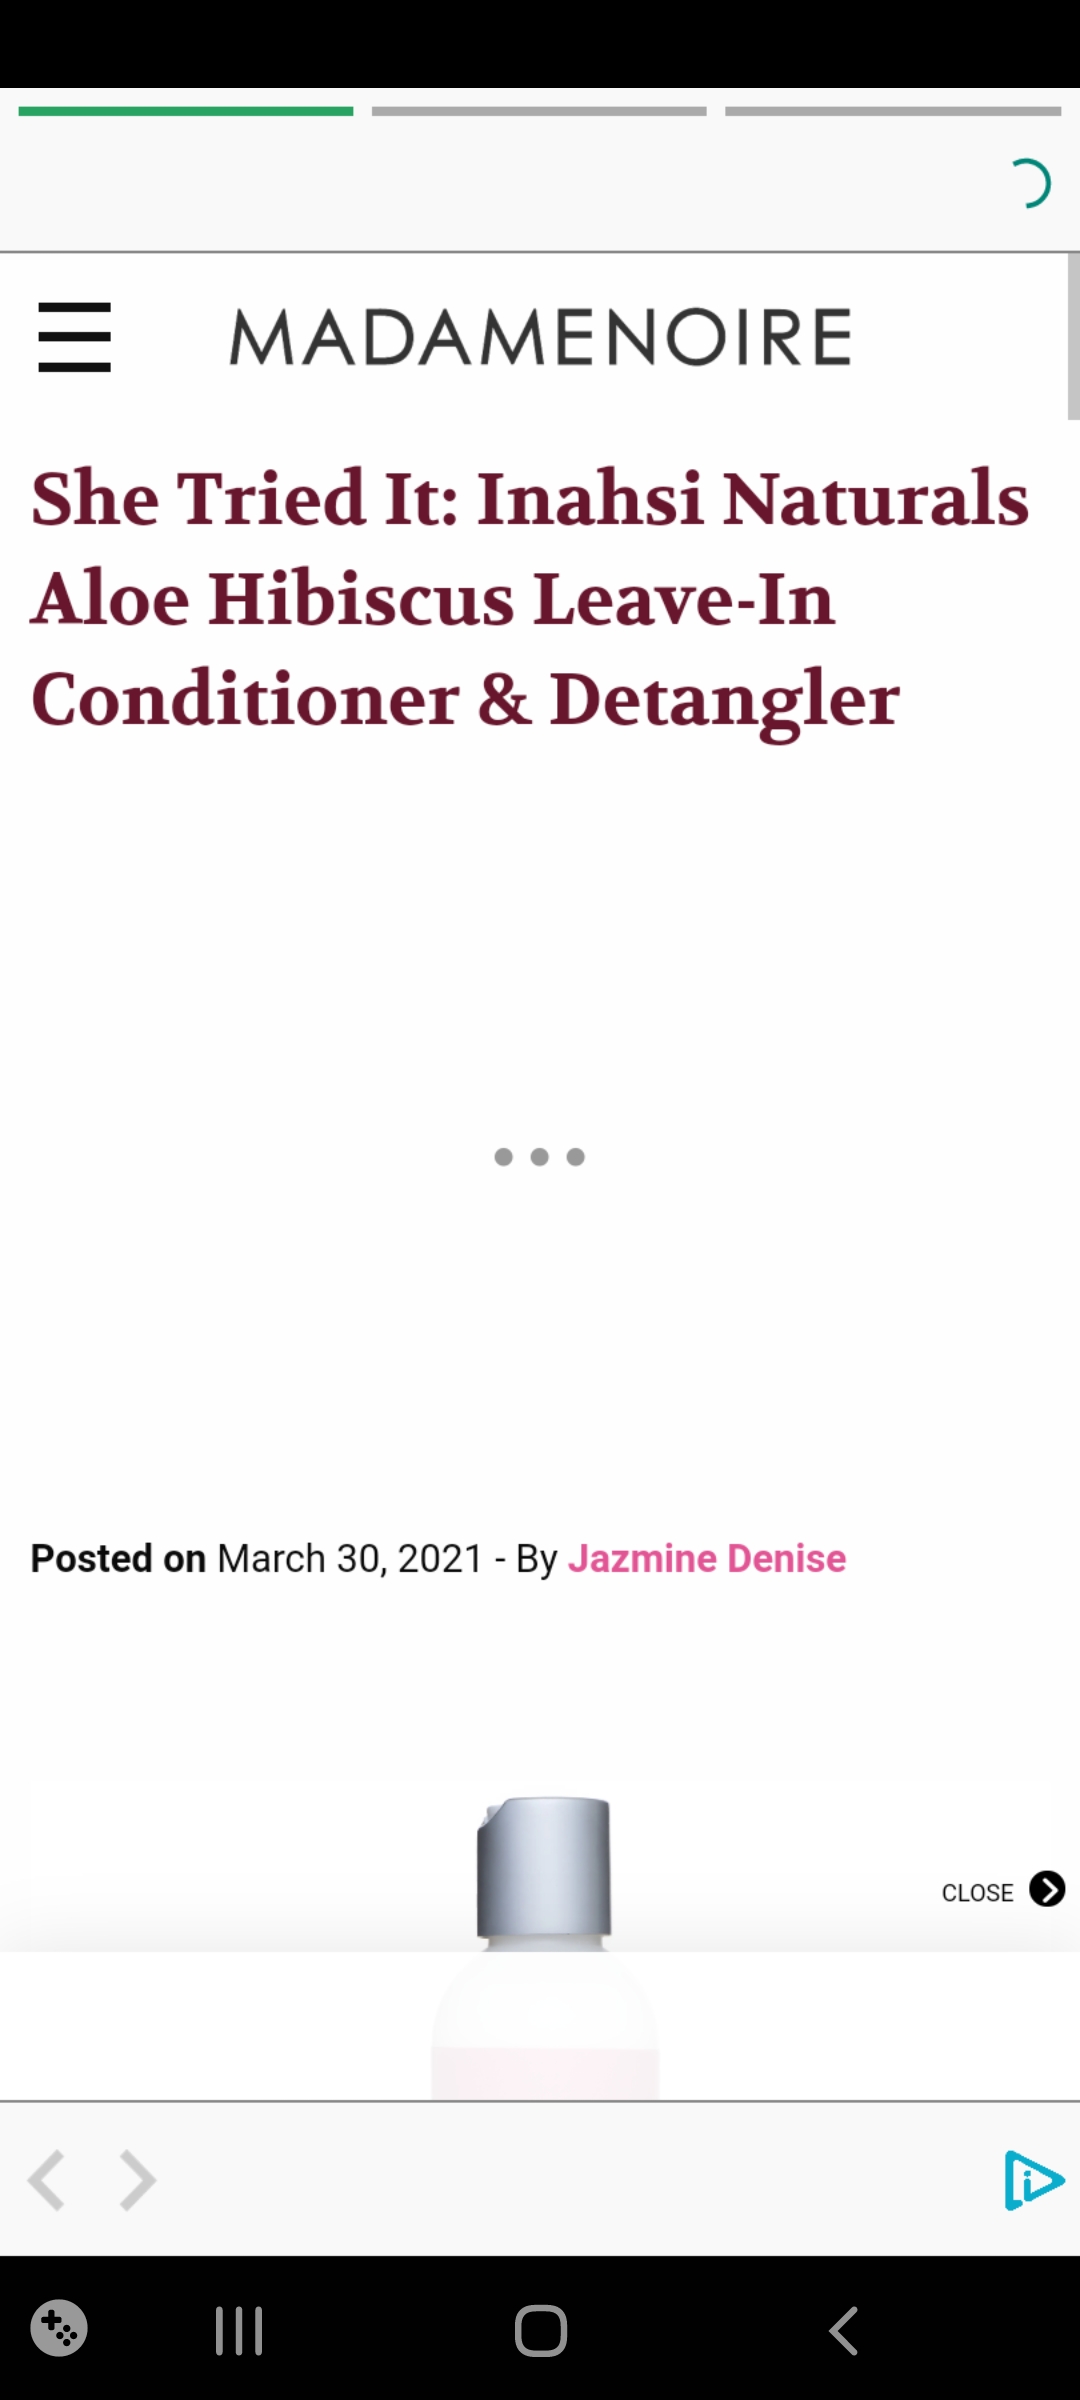 MADAMENOIRE
She Tried It: Inahsi Naturals
Aloe Hibiscus Leave-In
Conditioner & Detangler
Posted on March 30, 2021 - By Jazmine Denise
CLOSE